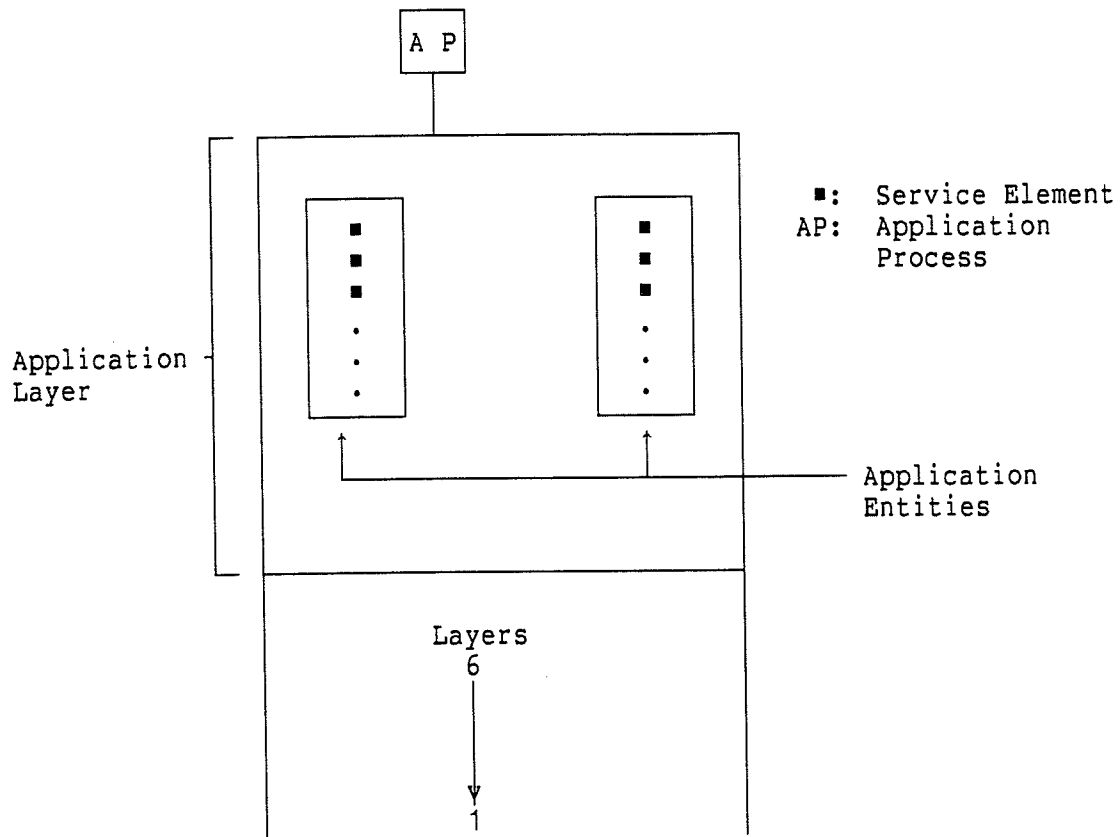 A P
■: Service Element
AP: Application
Process
Application
Layer
Application
Entities
Layers
6
1